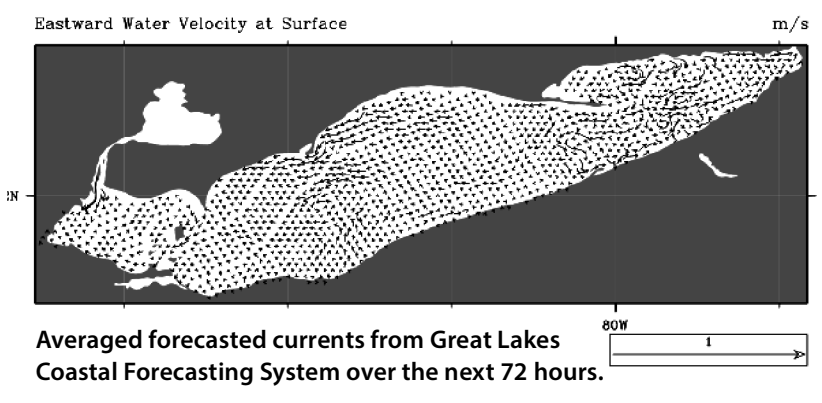 Eastward Water Velocity at Surface
m/s
80W
1
Averaged forecasted currents from Great Lakes
Coastal Forecasting System over the next 72 hours.